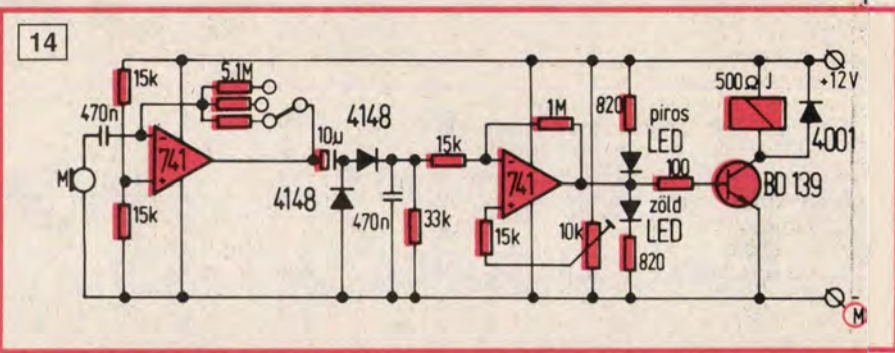 14
15k
470n
M
15k
741
-
+
5.1M
10µ
4148
4148
470n
33k
15k
1M
741
-
+
15k
10k
820
piros
LED
100
zöld
LED
820
500Ω J
+12V
4001
BD 139
-
M